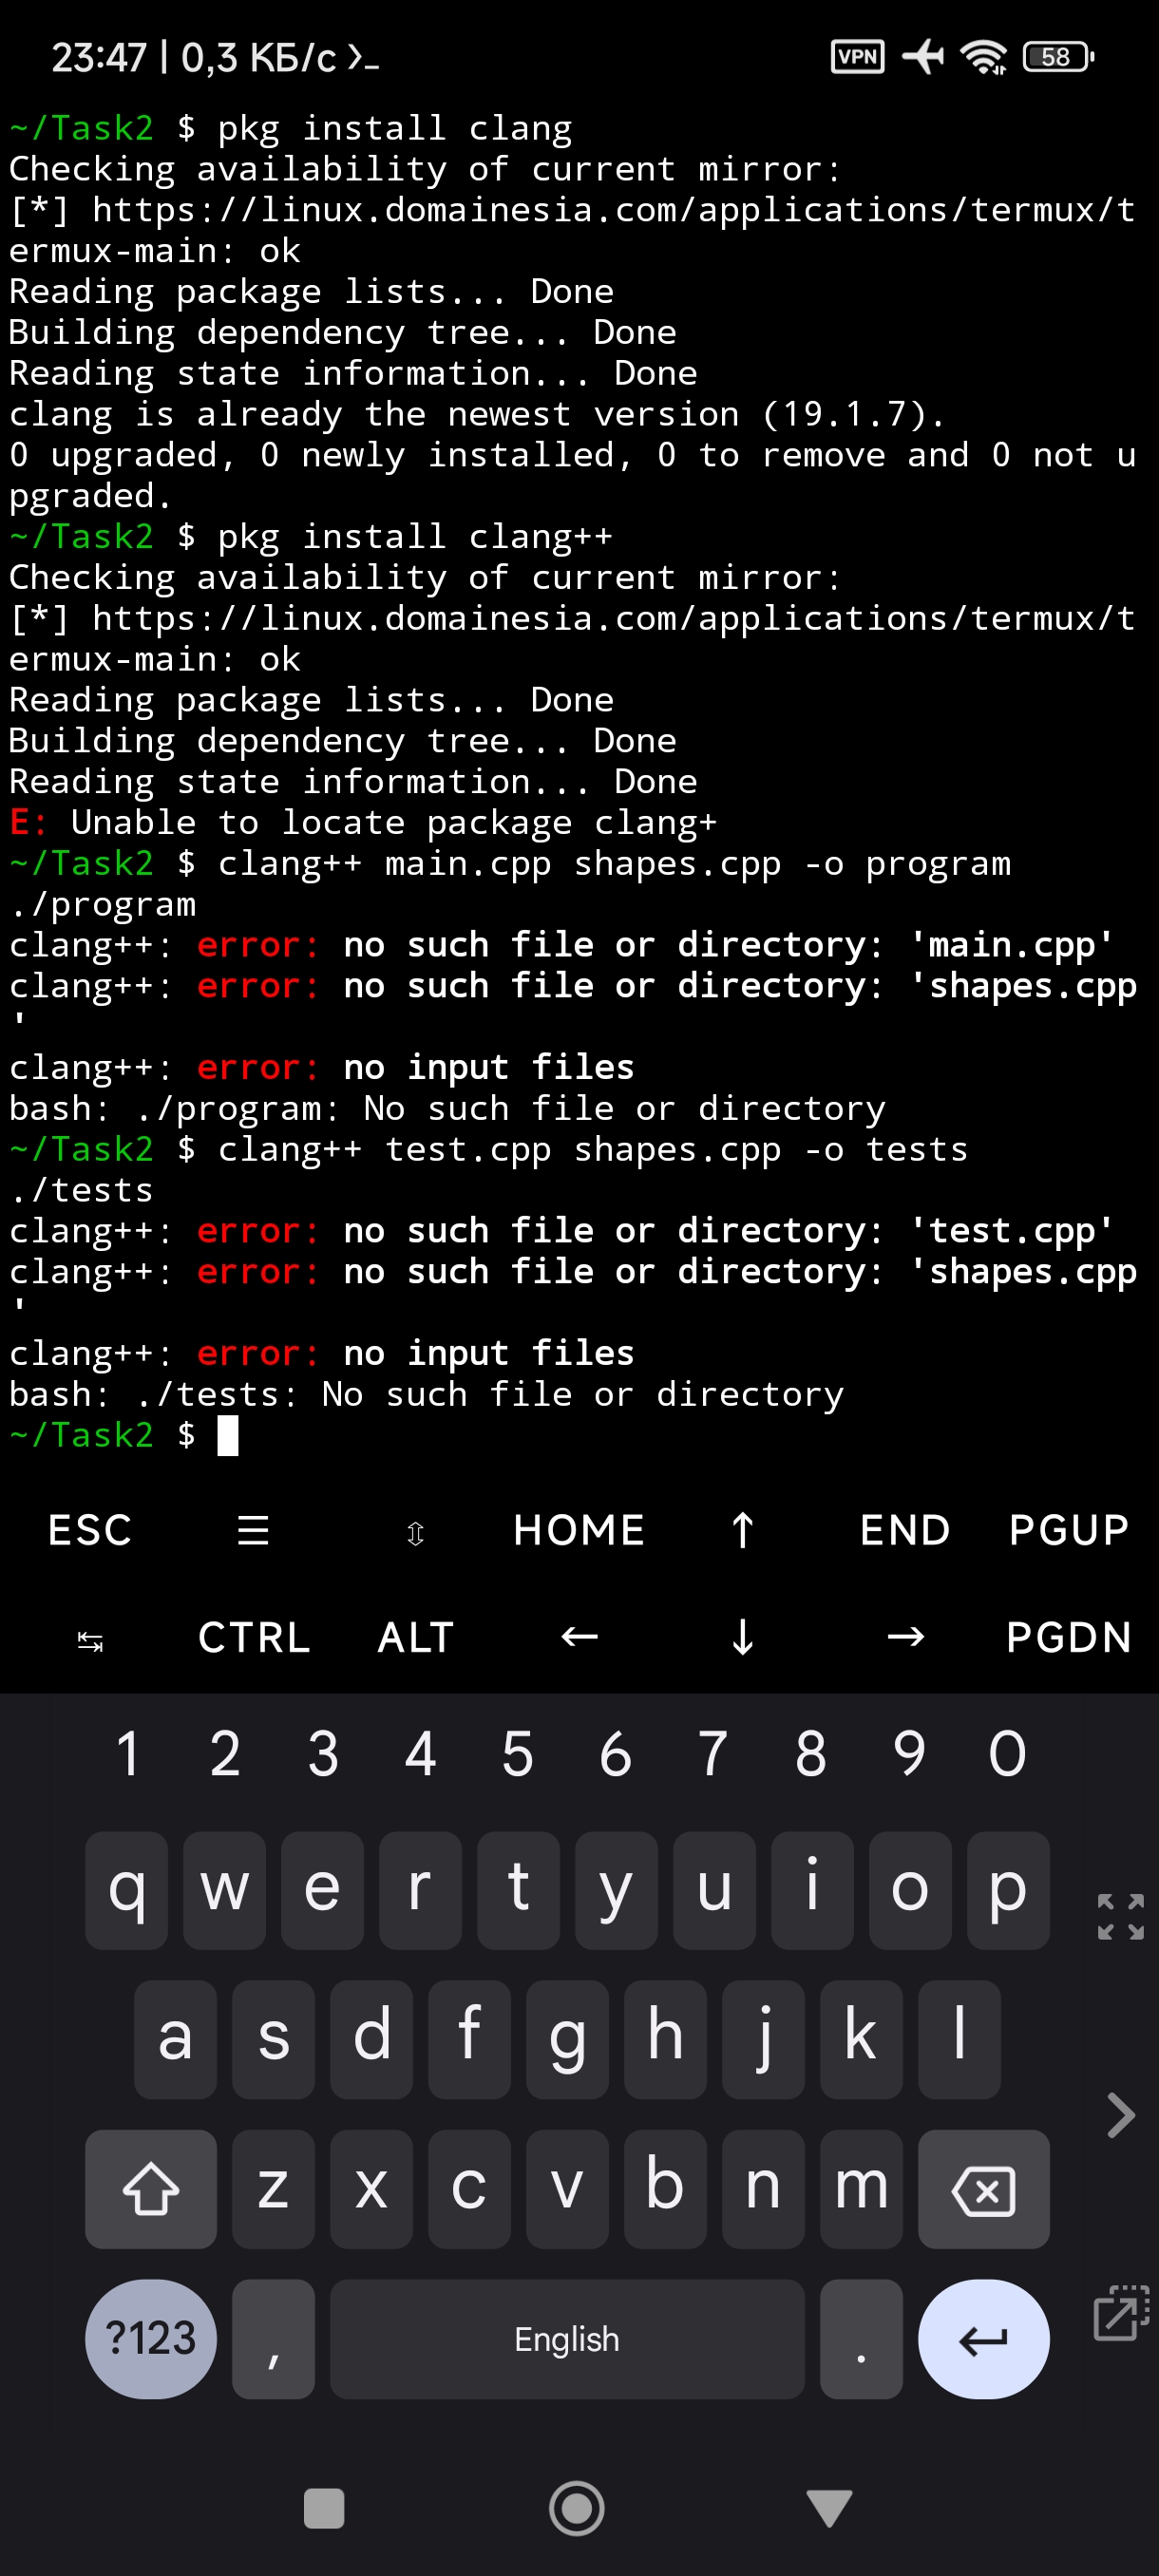 23:47 | 0,3 КБ/с
VPN
58
~/Task2 $ pkg install clang
Checking availability of current mirror:
[*] https://linux.domainesia.com/applications/termux/t
ermux-main: ok
Reading package lists... Done
Building dependency tree... Done
Reading state information... Done
clang is already the newest version (19.1.7).
0 upgraded, 0 newly installed, 0 to remove and 0 not u
pgraded.
~/Task2 $ pkg install clang++
Checking availability of current mirror:
[*] https://linux.domainesia.com/applications/termux/t
ermux-main: ok
Reading package lists... Done
Building dependency tree... Done
Reading state information... Done
E: Unable to locate package clang+
~/Task2 $ clang++ main.cpp shapes.cpp -o program
./program
clang++: error: no such file or directory: 'main.cpp'
clang++: error: no such file or directory: 'shapes.cpp
'
clang++: error: no input files
bash: ./program: No such file or directory
~/Task2 $ clang++ test.cpp shapes.cpp -o tests
./tests
clang++: error: no such file or directory: 'test.cpp'
clang++: error: no such file or directory: 'shapes.cpp
'
clang++: error: no input files
bash: ./tests: No such file or directory
~/Task2 $
ESC ☰ ⇳ HOME ↑ END PGUP
↹ CTRL ALT ← ↓ → PGDN
1 2 3 4 5 6 7 8 9 0
q w e r t y u i o p
a s d f g h j k l
z x c v b n m
?123 , English .